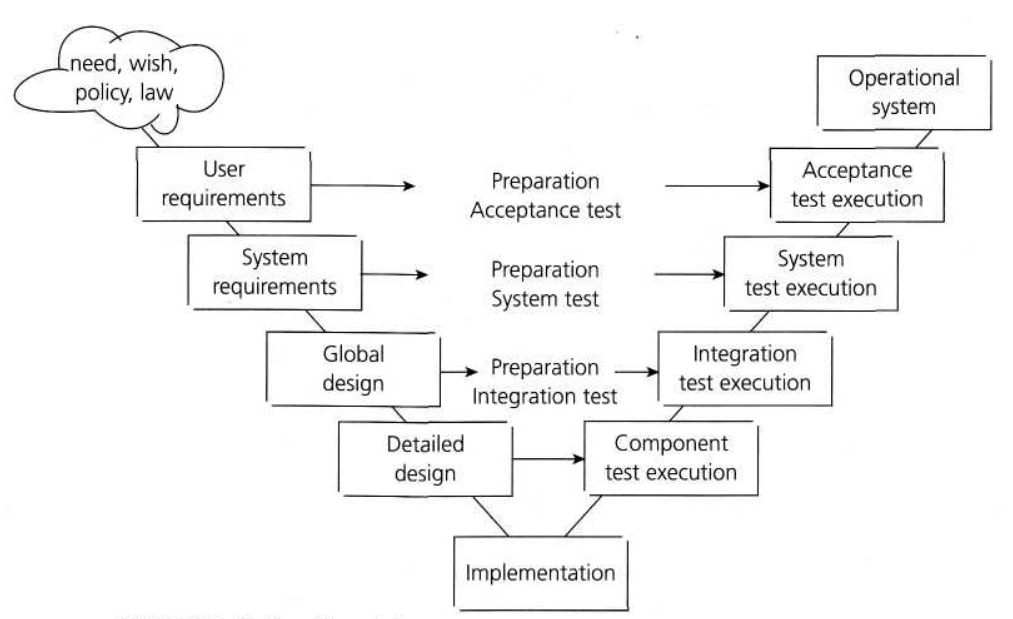 need, wish,
policy, law
Operational
system
User
requirements
Preparation
Acceptance test
Acceptance
test execution
System
requirements
Preparation
System test
System
test execution
Global
design
Preparation
Integration test
Integration
test execution
Detailed
design
Component
test execution
Implementation